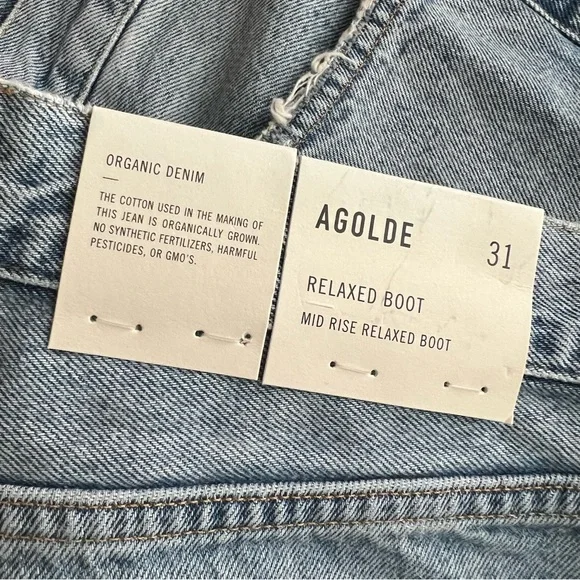 ORGANIC DENIM
THE COTTON USED IN THE MAKING OF
THIS JEAN IS ORGANICALLY GROWN.
NO SYNTHETIC FERTILIZERS, HARMFUL
PESTICIDES, OR GMO'S.
AGOLDE
31
RELAXED BOOT
MID RISE RELAXED BOOT